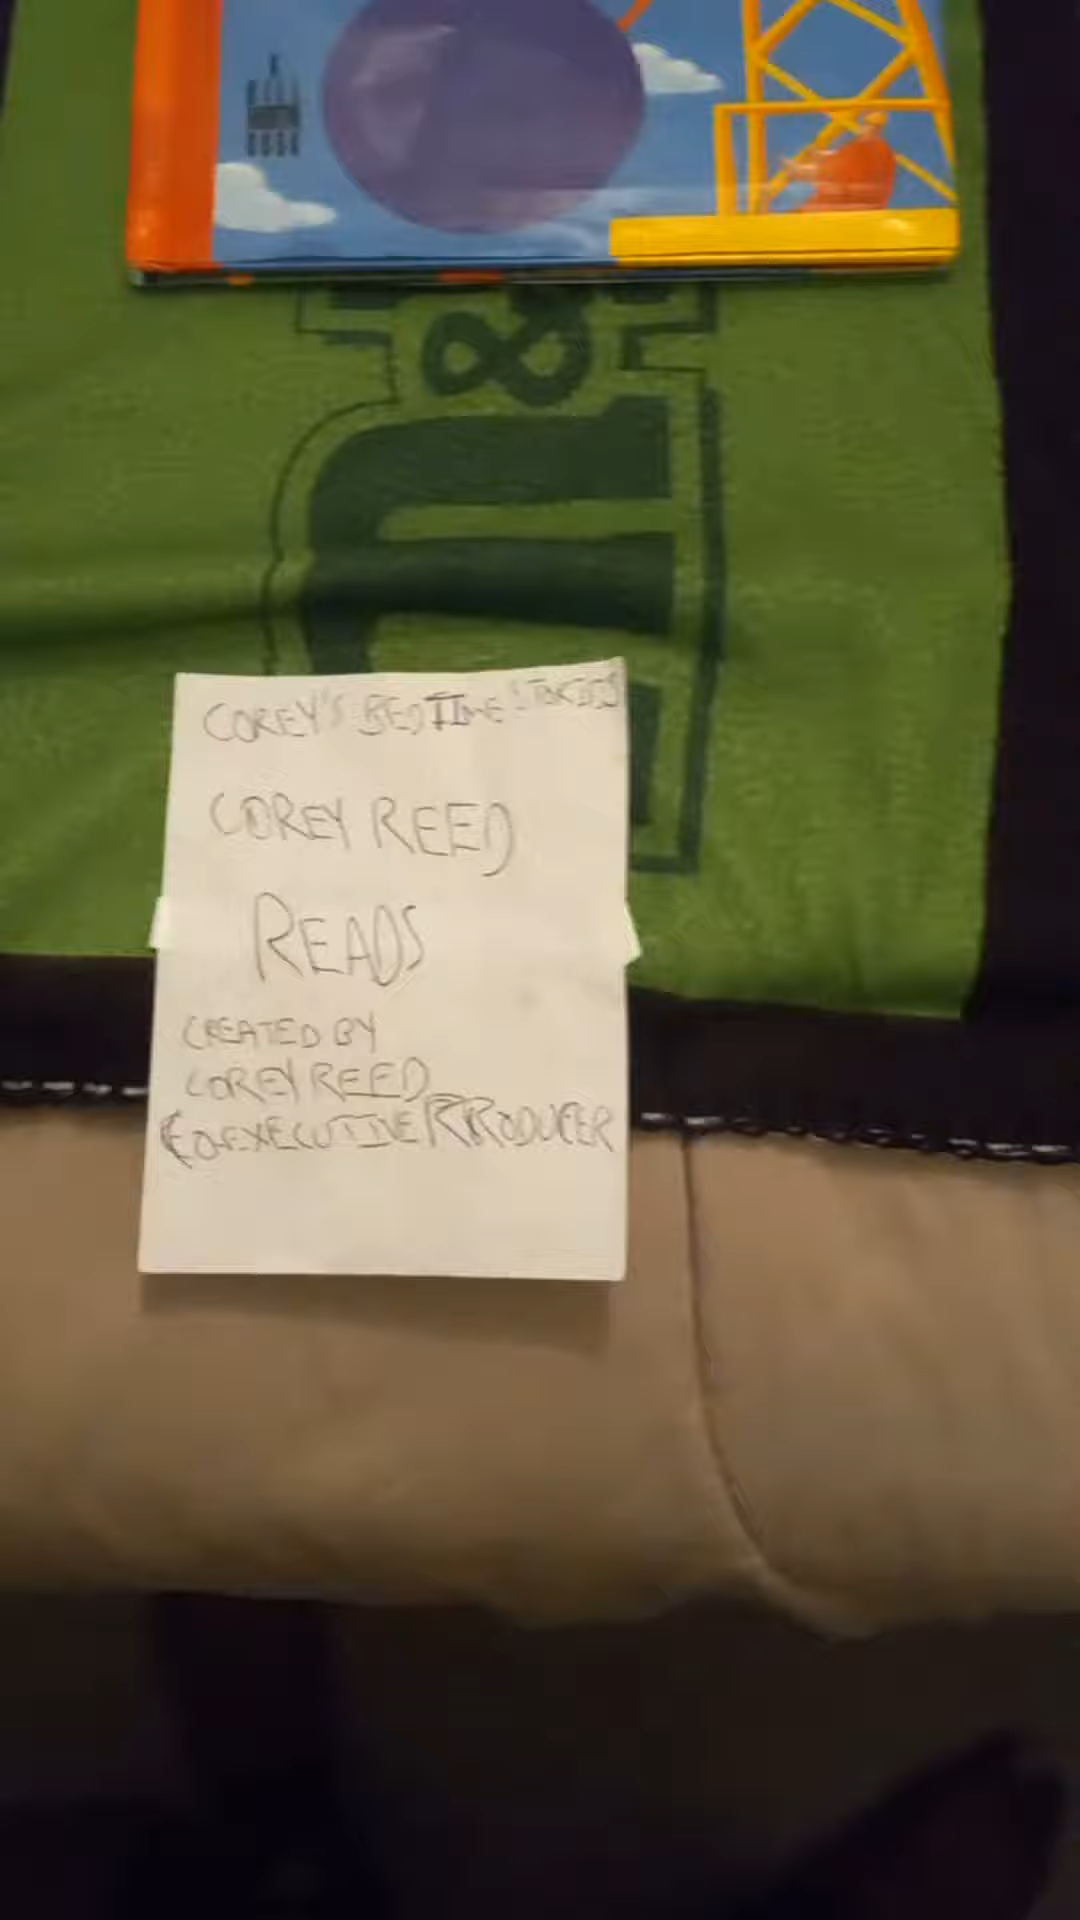 &
COREY'S BEDTIME STORIES
COREY REED
READS
CREATED BY
COREY REED
CO-EXECUTIVE PRODUCER